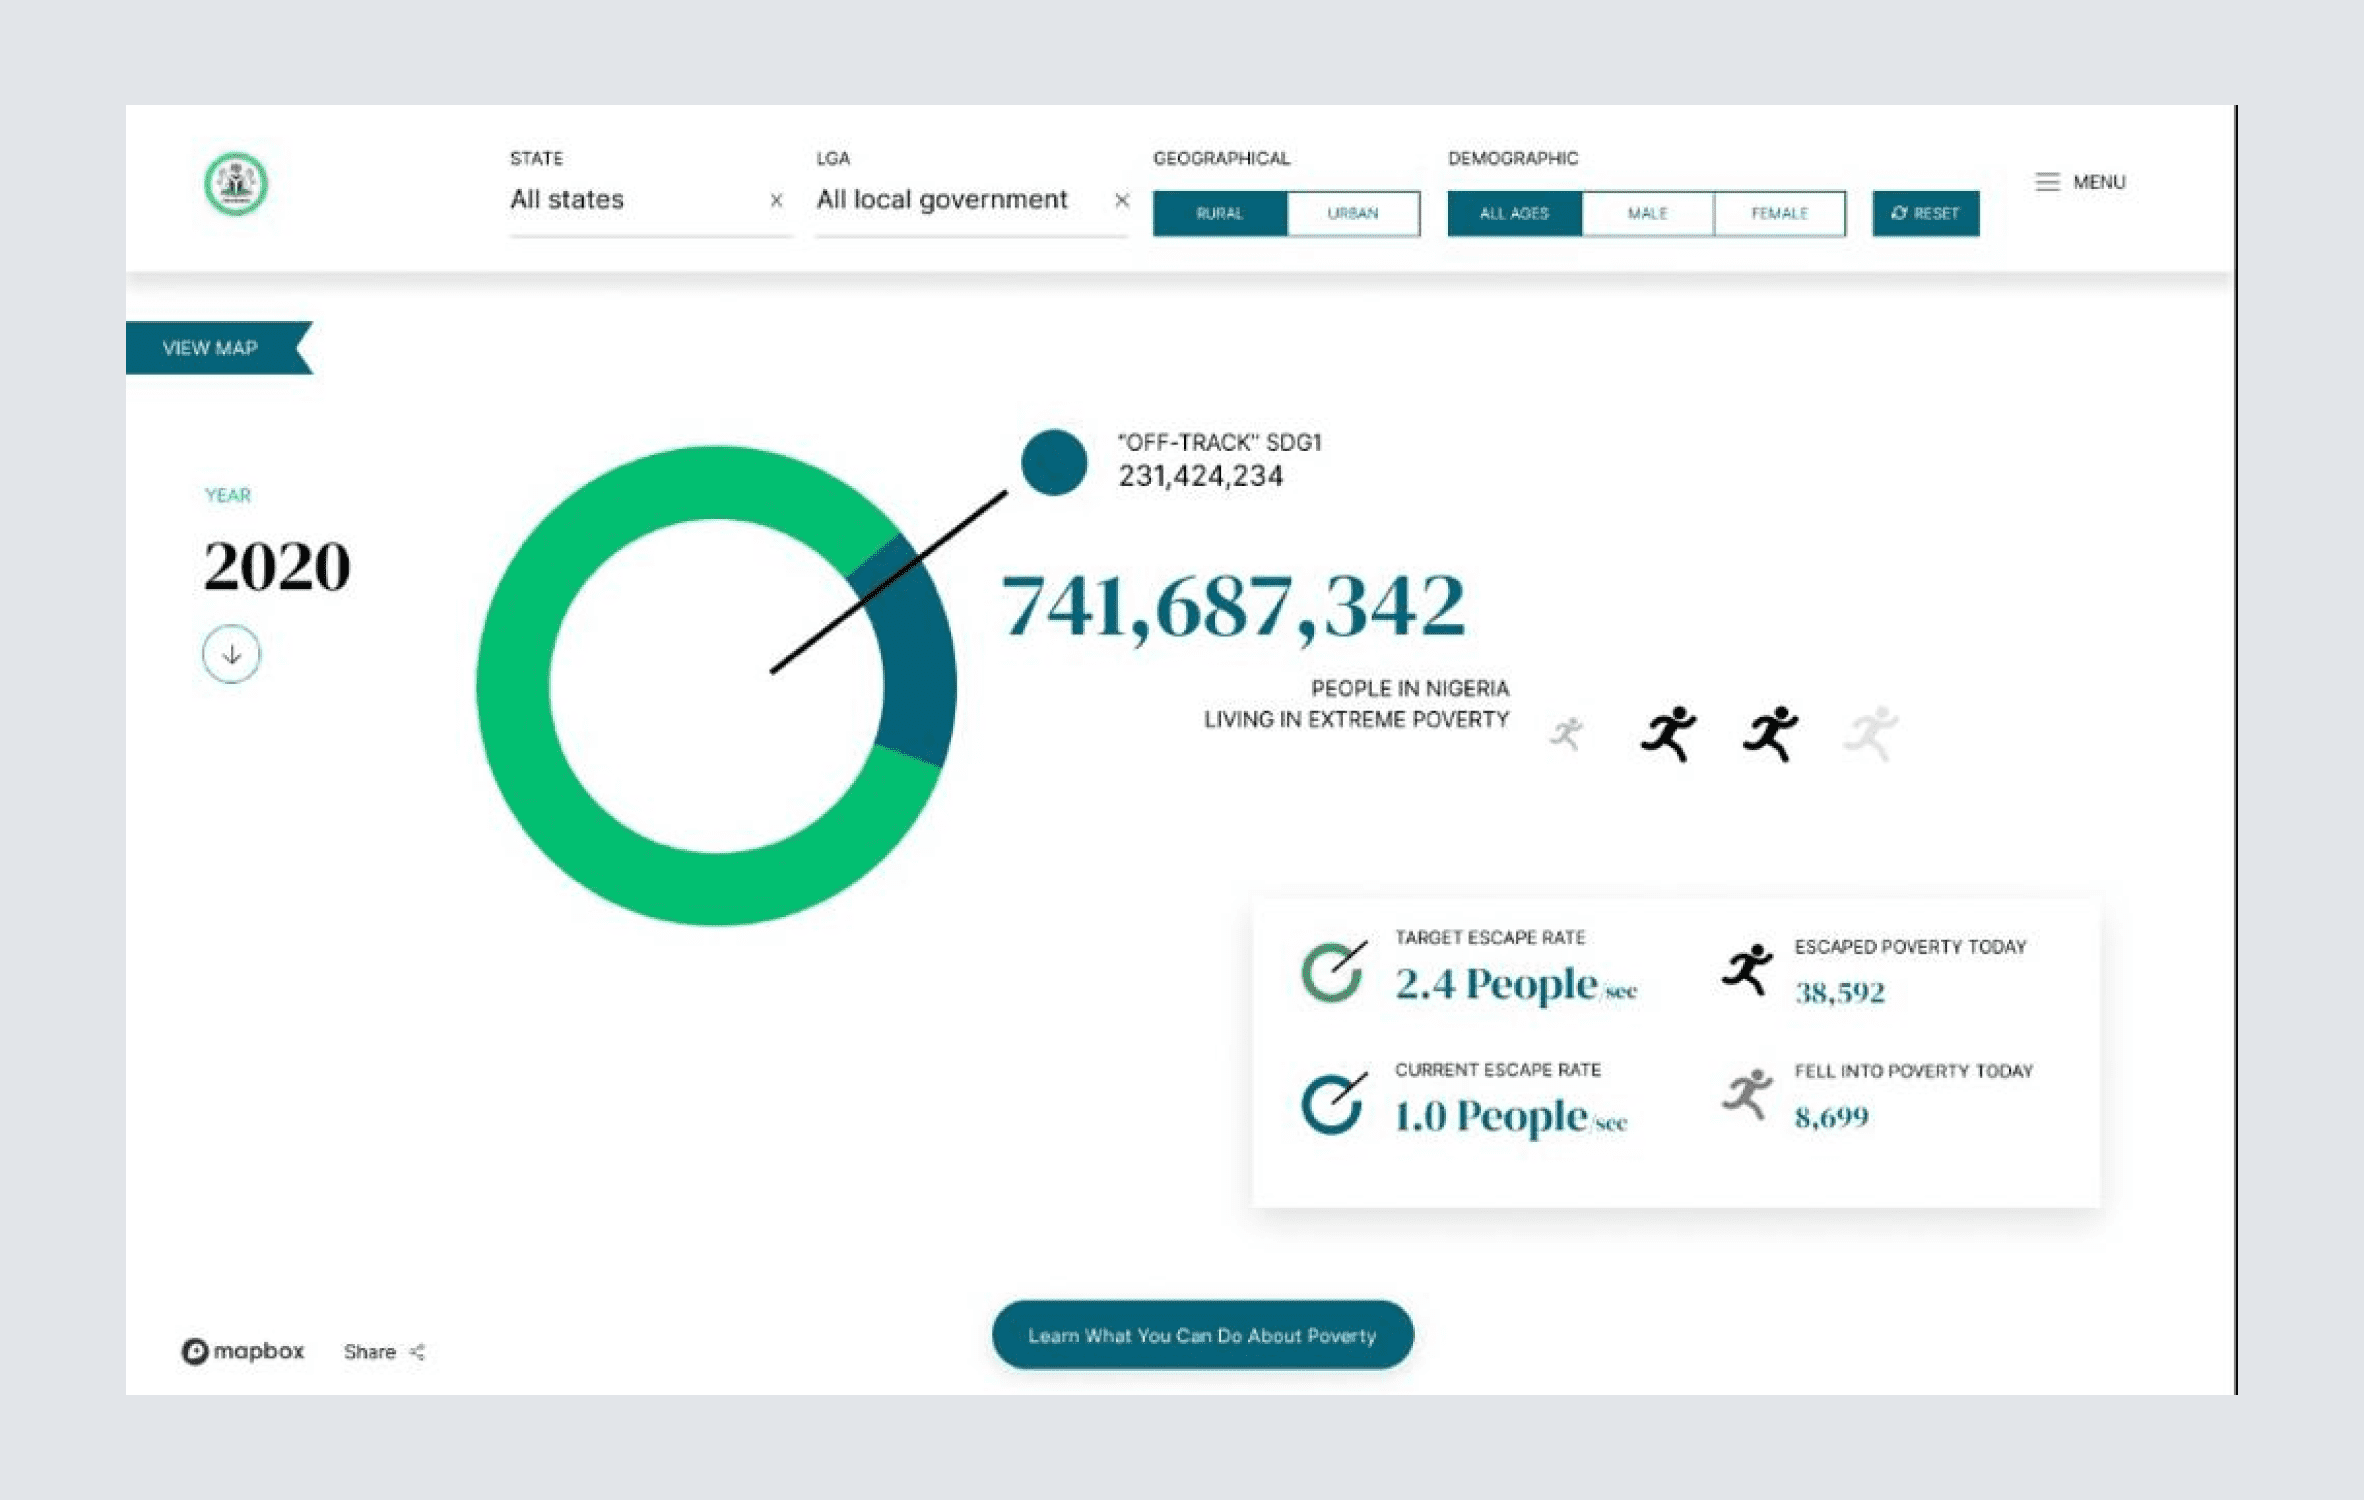 STATE
All states ×
LGA
All local government ×
GEOGRAPHICAL
RURAL URBAN
DEMOGRAPHIC
ALL AGES MALE FEMALE
RESET
MENU
VIEW MAP
YEAR
2020
"OFF-TRACK" SDG1
231,424,234
741,687,342
PEOPLE IN NIGERIA
LIVING IN EXTREME POVERTY
TARGET ESCAPE RATE
2.4 People/sec
ESCAPED POVERTY TODAY
38,592
CURRENT ESCAPE RATE
1.0 People/sec
FELL INTO POVERTY TODAY
8,699
Learn What You Can Do About Poverty
mapbox
Share